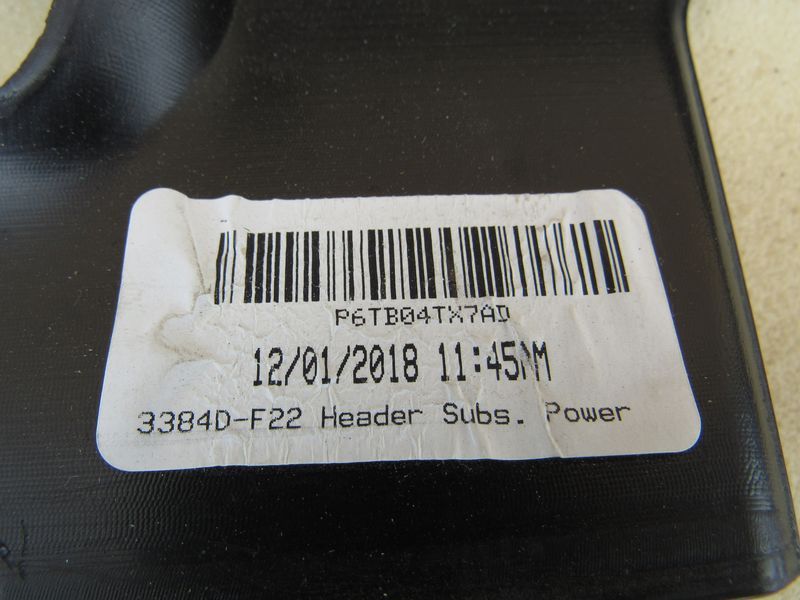 P6TB04TX7AD
12/01/2018 11:45AM
3384D-F22 Header Subs. Power